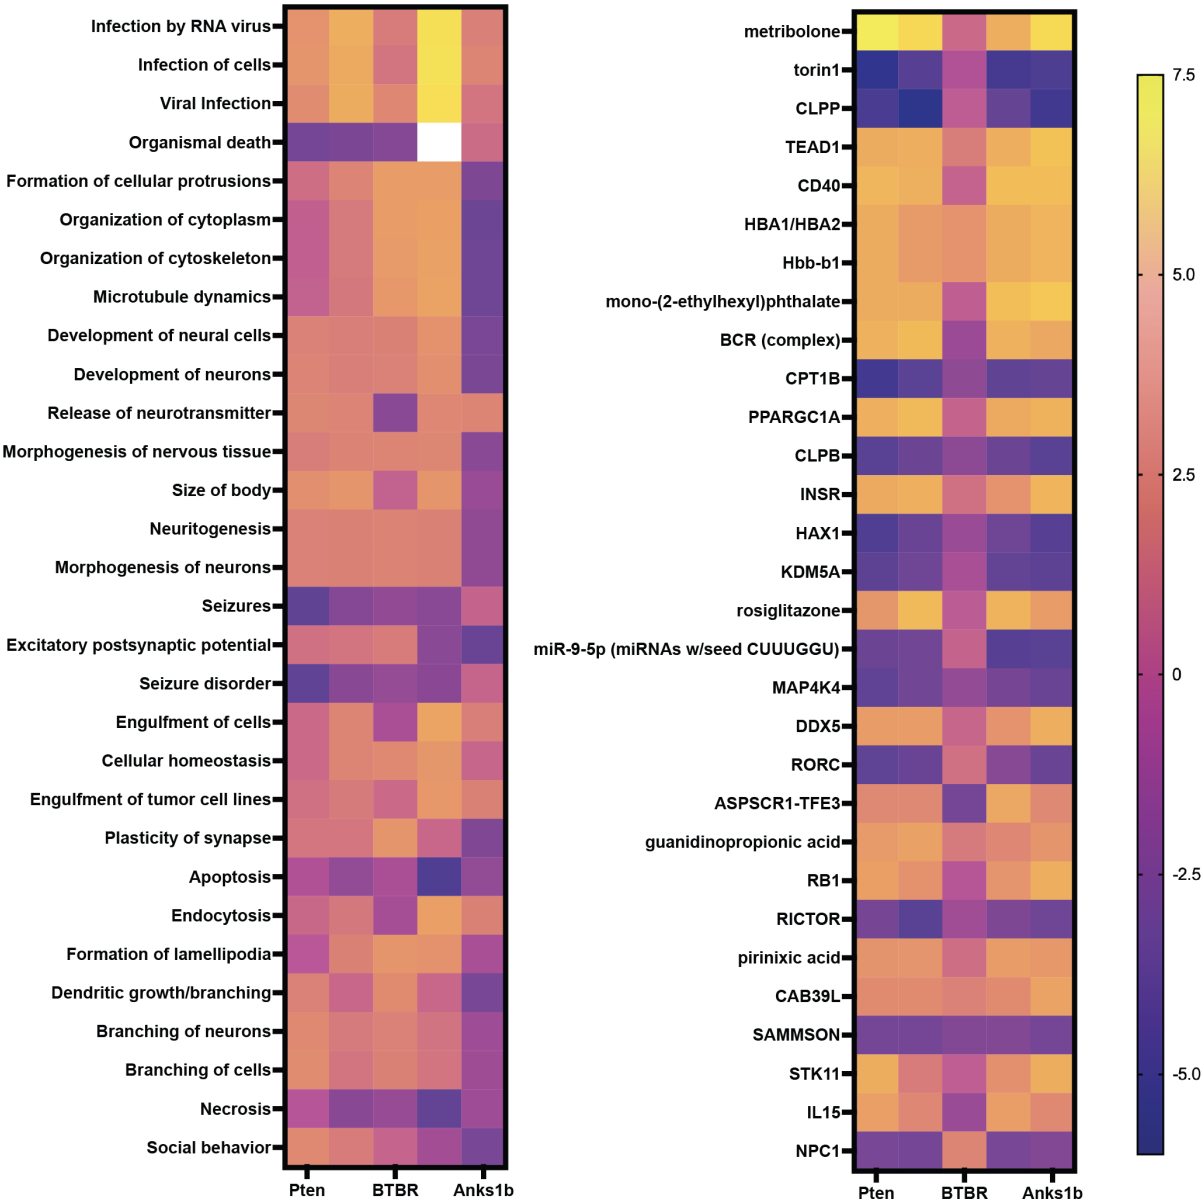 Infection by RNA virus
Infection of cells
Viral Infection
Organismal death
Formation of cellular protrusions
Organization of cytoplasm
Organization of cytoskeleton
Microtubule dynamics
Development of neural cells
Development of neurons
Release of neurotransmitter
Morphogenesis of nervous tissue
Size of body
Neuritogenesis
Morphogenesis of neurons
Seizures
Excitatory postsynaptic potential
Seizure disorder
Engulfment of cells
Cellular homeostasis
Engulfment of tumor cell lines
Plasticity of synapse
Apoptosis
Endocytosis
Formation of lamellipodia
Dendritic growth/branching
Branching of neurons
Branching of cells
Necrosis
Social behavior
Pten BTBR Anks1b
metribolone
torin1
CLPP
TEAD1
CD40
HBA1/HBA2
Hbb-b1
mono-(2-ethylhexyl)phthalate
BCR (complex)
CPT1B
PPARGC1A
CLPB
INSR
HAX1
KDM5A
rosiglitazone
miR-9-5p (miRNAs w/seed CUUUGGU)
MAP4K4
DDX5
RORC
ASPSCR1-TFE3
guanidinopropionic acid
RB1
RICTOR
pirinixic acid
CAB39L
SAMMSON
STK11
IL15
NPC1
Pten BTBR Anks1b
7.5
5.0
2.5
0
-2.5
-5.0